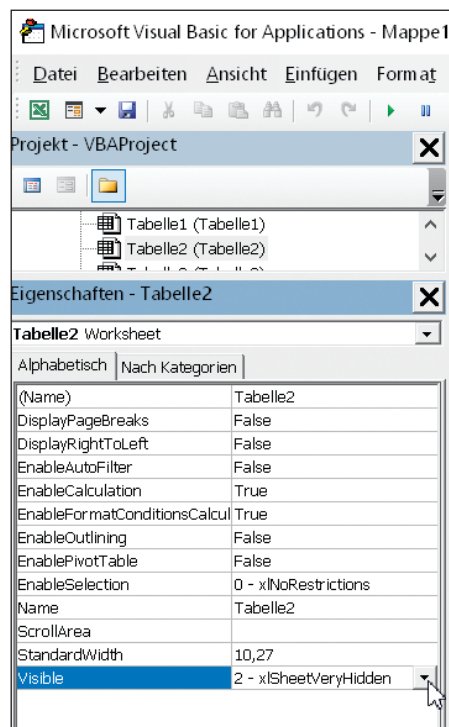 Microsoft Visual Basic for Applications - Mappe1
Datei Bearbeiten Ansicht Einfügen Format
Projekt - VBAProject
Tabelle1 (Tabelle1)
Tabelle2 (Tabelle2)
Eigenschaften - Tabelle2
Tabelle2 Worksheet
Alphabetisch Nach Kategorien
(Name) Tabelle2
DisplayPageBreaks False
DisplayRightToLeft False
EnableAutoFilter False
EnableCalculation True
EnableFormatConditionsCalcul True
EnableOutlining False
EnablePivotTable False
EnableSelection 0 - xlNoRestrictions
Name Tabelle2
ScrollArea
StandardWidth 10,27
Visible 2 - xlSheetVeryHidden